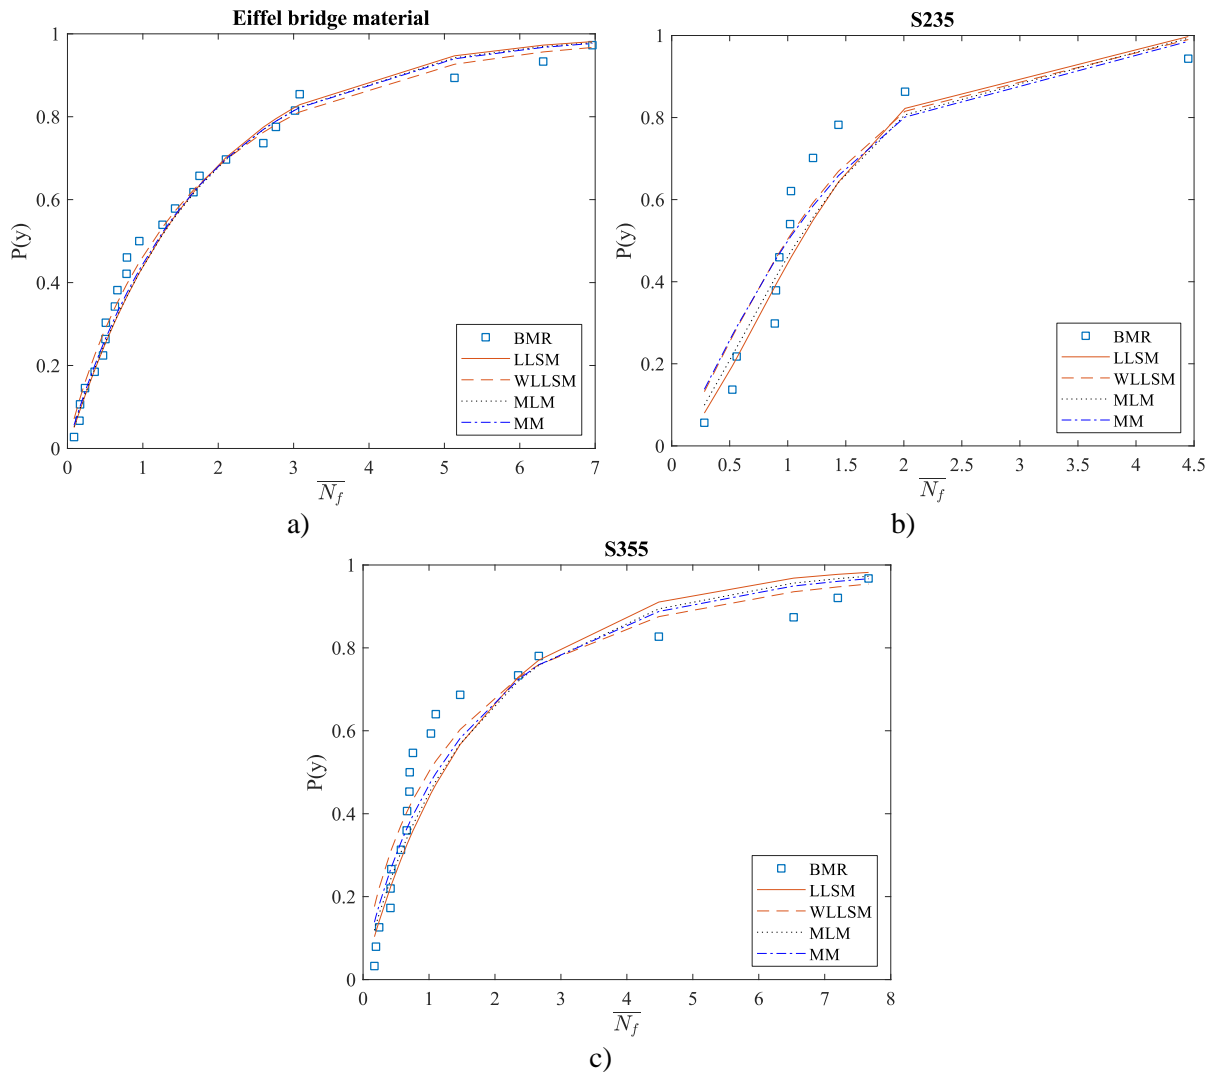 Eiffel bridge material
1
0.8
0.6
0.4
0.2
0
P(y)
0 1 2 3 4 5 6 7
N_f
BMR
LLSM
WLLSM
MLM
MM
a)
S235
1
0.8
0.6
0.4
0.2
0
P(y)
0 0.5 1 1.5 2 2.5 3 3.5 4 4.5
N_f
BMR
LLSM
WLLSM
MLM
MM
b)
S355
1
0.8
0.6
0.4
0.2
0
P(y)
0 1 2 3 4 5 6 7 8
N_f
BMR
LLSM
WLLSM
MLM
MM
c)